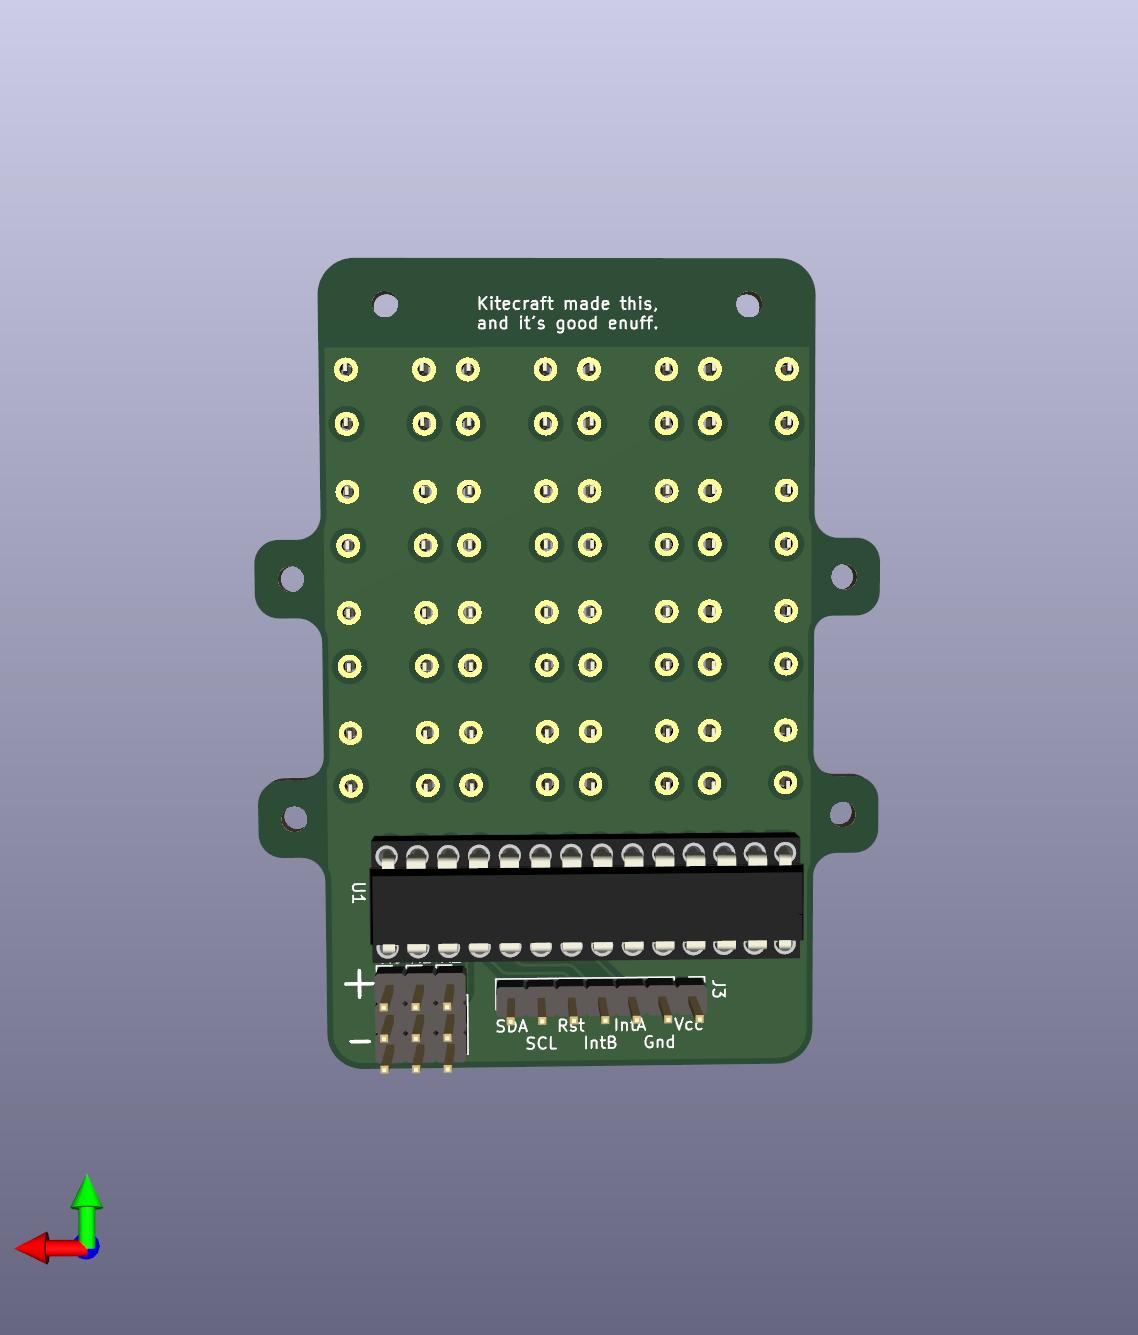 Kitecraft made this,
and it's good enuff.
U1
+
J3
SDA Rst IntA Vcc
SCL IntB Gnd
−